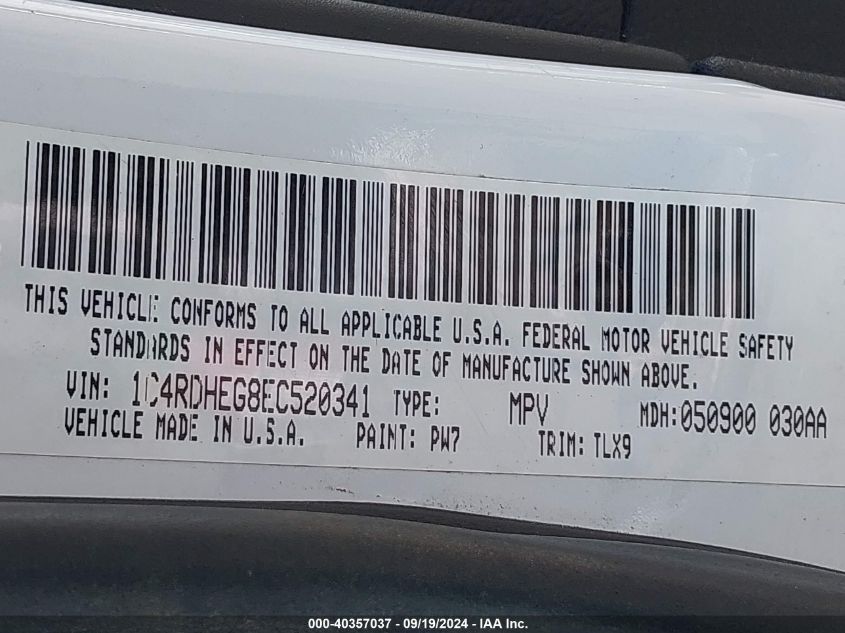 THIS VEHICLE CONFORMS TO ALL APPLICABLE U.S.A. FEDERAL MOTOR VEHICLE SAFETY
STANDARDS IN EFFECT ON THE DATE OF MANUFACTURE SHOWN ABOVE.
VIN: 1C4RDHEG8EC520341 TYPE: MPV MDH:050900 030AA
VEHICLE MADE IN U.S.A. PAINT: PW7 TRIM: TLX9
000-40357037 - 09/19/2024 - IAA Inc.